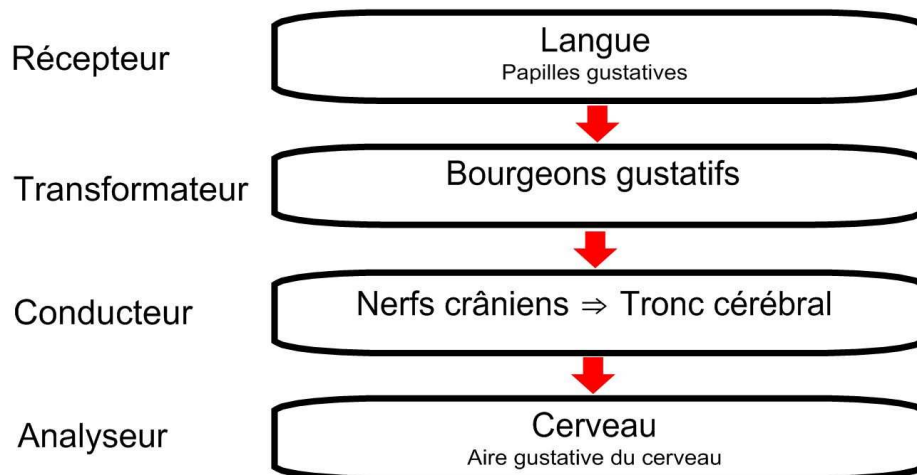 Récepteur
Langue
Papilles gustatives
Transformateur
Bourgeons gustatifs
Conducteur
Nerfs crâniens ⇒ Tronc cérébral
Analyseur
Cerveau
Aire gustative du cerveau